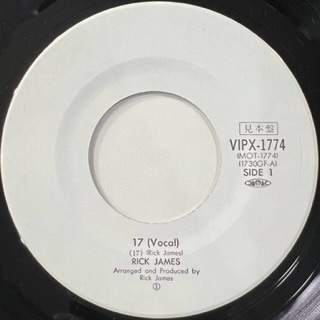 見本盤
VIPX-1774
(MOT-1774)
(1730GF-A)
SIDE 1
17 (Vocal)
(17) (Rick James)
RICK JAMES
Arranged and Produced by
Rick James
①